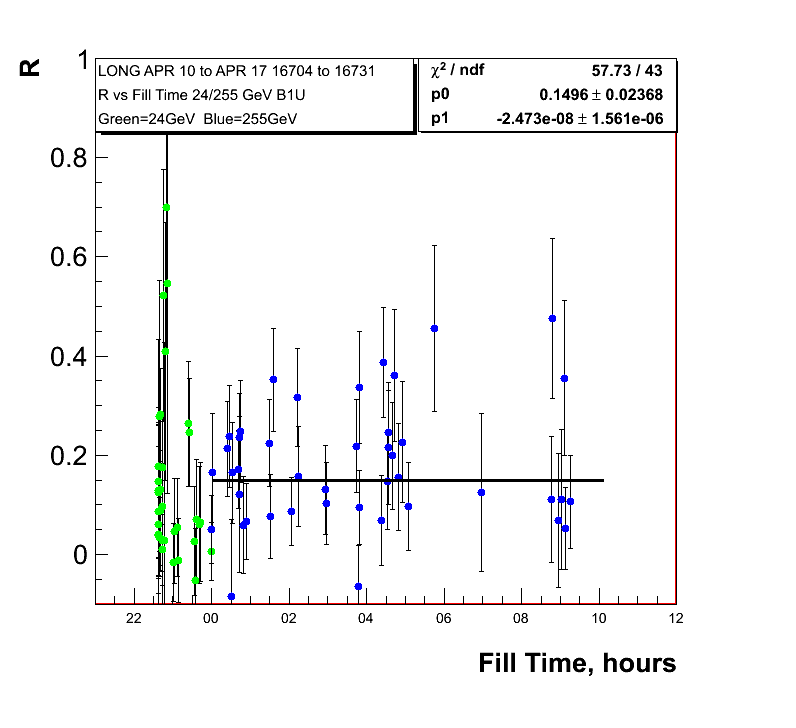 R
LONG APR 10 to APR 17 16704 to 16731
R vs Fill Time 24/255 GeV B1U
Green=24GeV Blue=255GeV
χ² / ndf 57.73 / 43
p0 0.1496 ± 0.02368
p1 -2.473e-08 ± 1.561e-06
1
0.8
0.6
0.4
0.2
0
22 00 02 04 06 08 10 12
Fill Time, hours